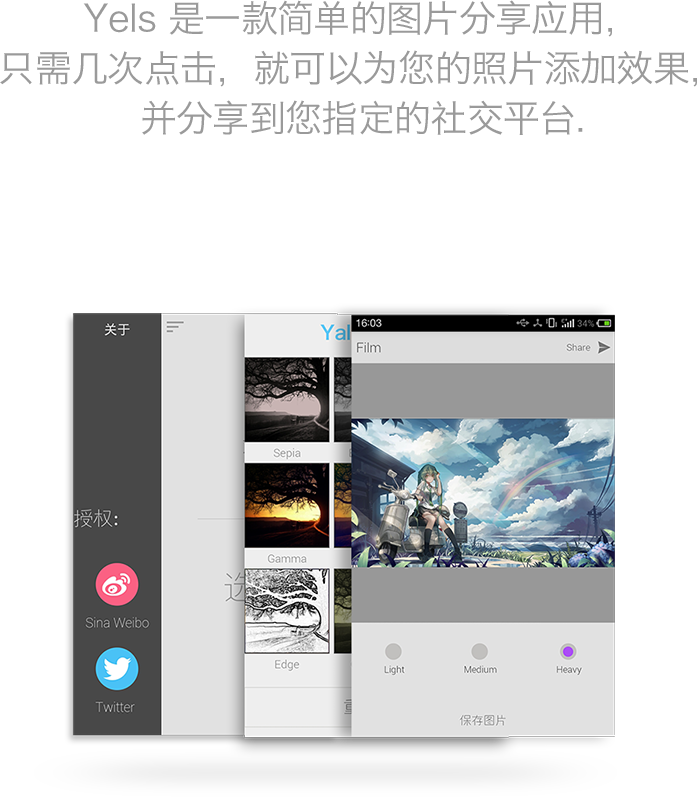 Yels 是一款简单的图片分享应用,
只需几次点击，就可以为您的照片添加效果,
并分享到您指定的社交平台.
关于
授权:
Sina Weibo
Twitter
选
Yal
Sepia
Gamma
Edge
16:03
34%
Film
Share
Light
Medium
Heavy
保存图片